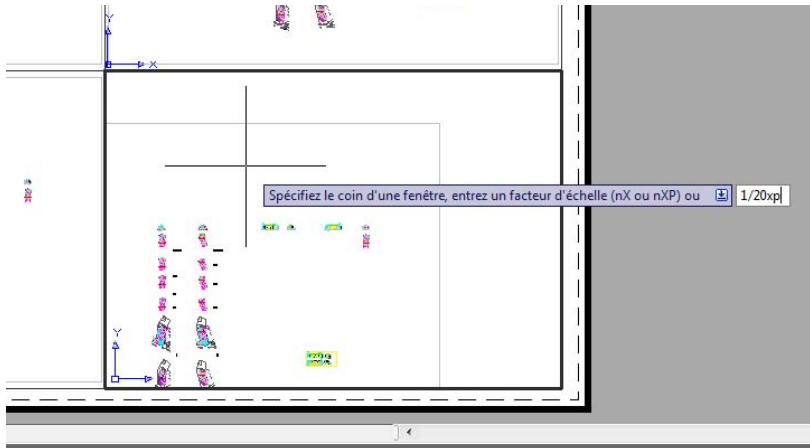 Y
X
Spécifiez le coin d'une fenêtre, entrez un facteur d'échelle (nX ou nXP) ou 1/20xp
Y